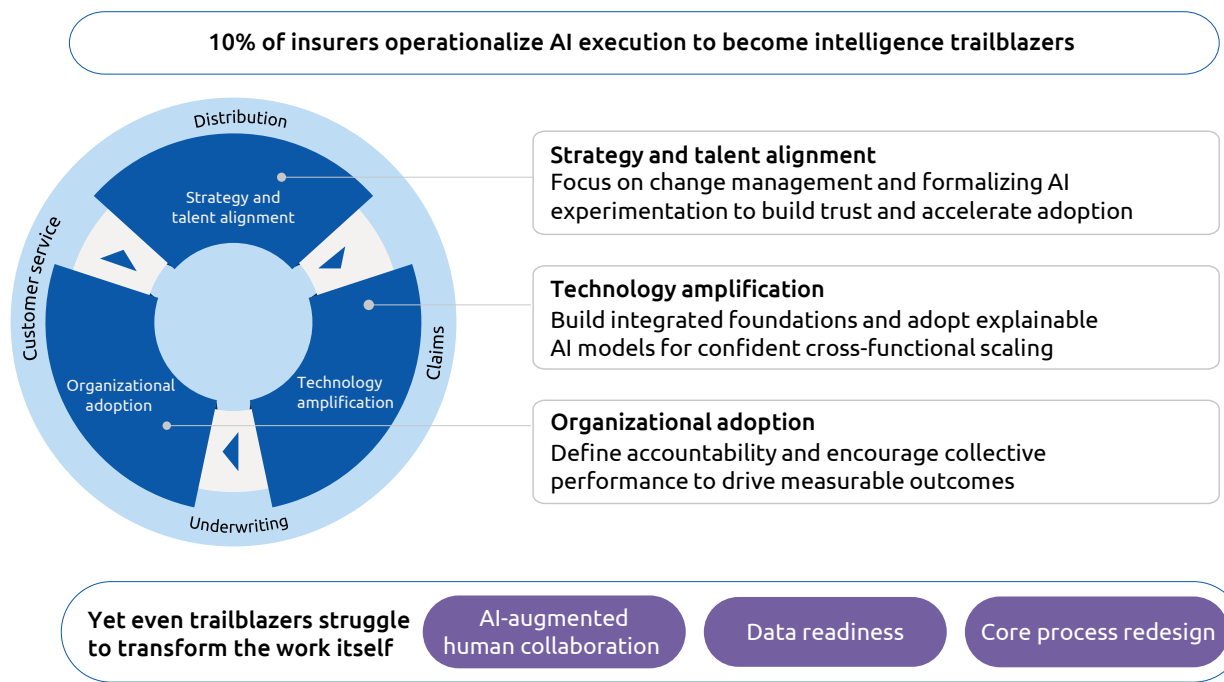 10% of insurers operationalize AI execution to become intelligence trailblazers
Distribution
Customer service
Claims
Underwriting
Strategy and
talent alignment
Organizational
adoption
Technology
amplification
Strategy and talent alignment
Focus on change management and formalizing AI
experimentation to build trust and accelerate adoption
Technology amplification
Build integrated foundations and adopt explainable
AI models for confident cross-functional scaling
Organizational adoption
Define accountability and encourage collective
performance to drive measurable outcomes
Yet even trailblazers struggle
to transform the work itself
AI-augmented
human collaboration
Data readiness
Core process redesign